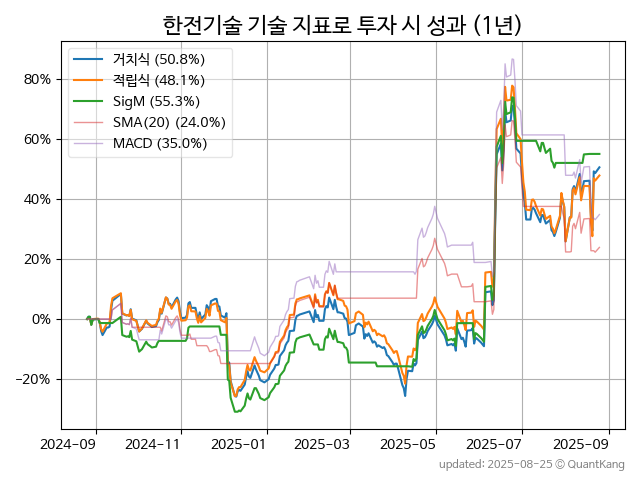 한전기술 기술 지표로 투자 시 성과 (1년)
거치식 (50.8%)
적립식 (48.1%)
SigM (55.3%)
SMA(20) (24.0%)
MACD (35.0%)
80%
60%
40%
20%
0%
−20%
2024-09 2024-11 2025-01 2025-03 2025-05 2025-07 2025-09
updated: 2025-08-25 ⓒ QuantKang